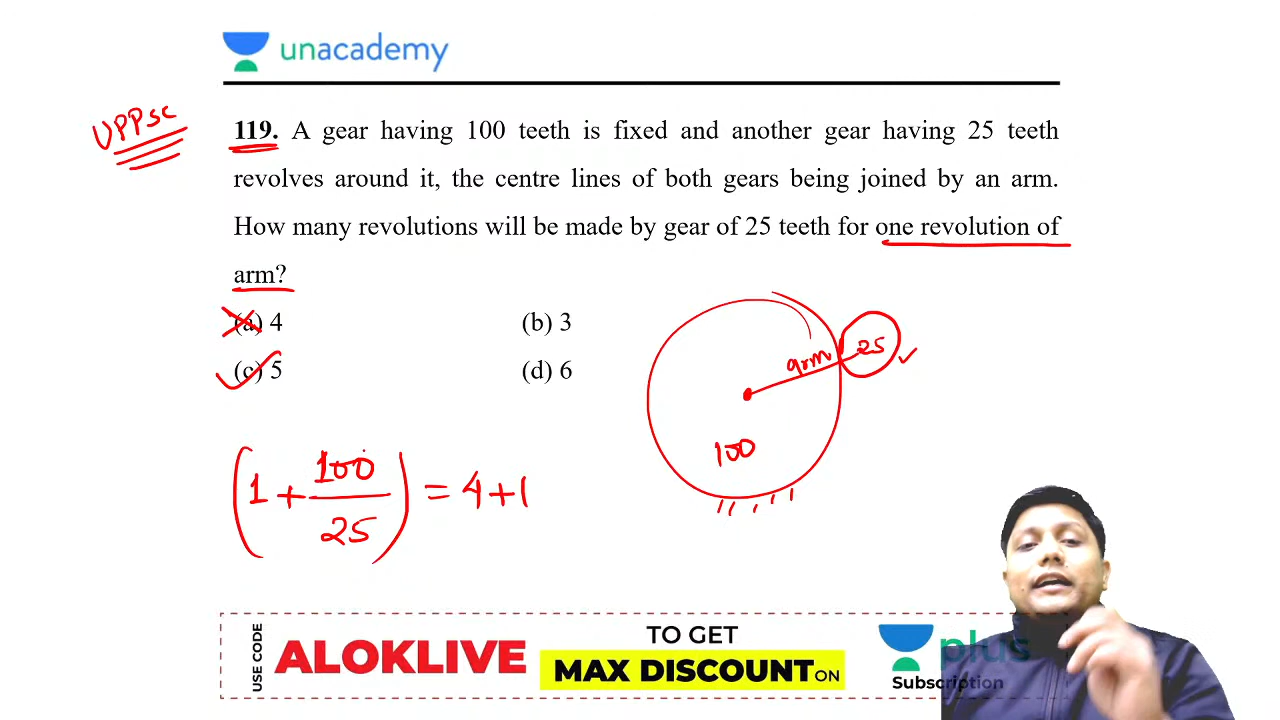 unacademy
UPPSC
119. A gear having 100 teeth is fixed and another gear having 25 teeth
revolves around it, the centre lines of both gears being joined by an arm.
How many revolutions will be made by gear of 25 teeth for one revolution of
arm?
(a) 4
(b) 3
(c) 5
(d) 6
arm
25
100
(1 + 100/25) = 4+1
USE CODE
ALOKLIVE
TO GET
MAX DISCOUNT ON
plus
Subscription